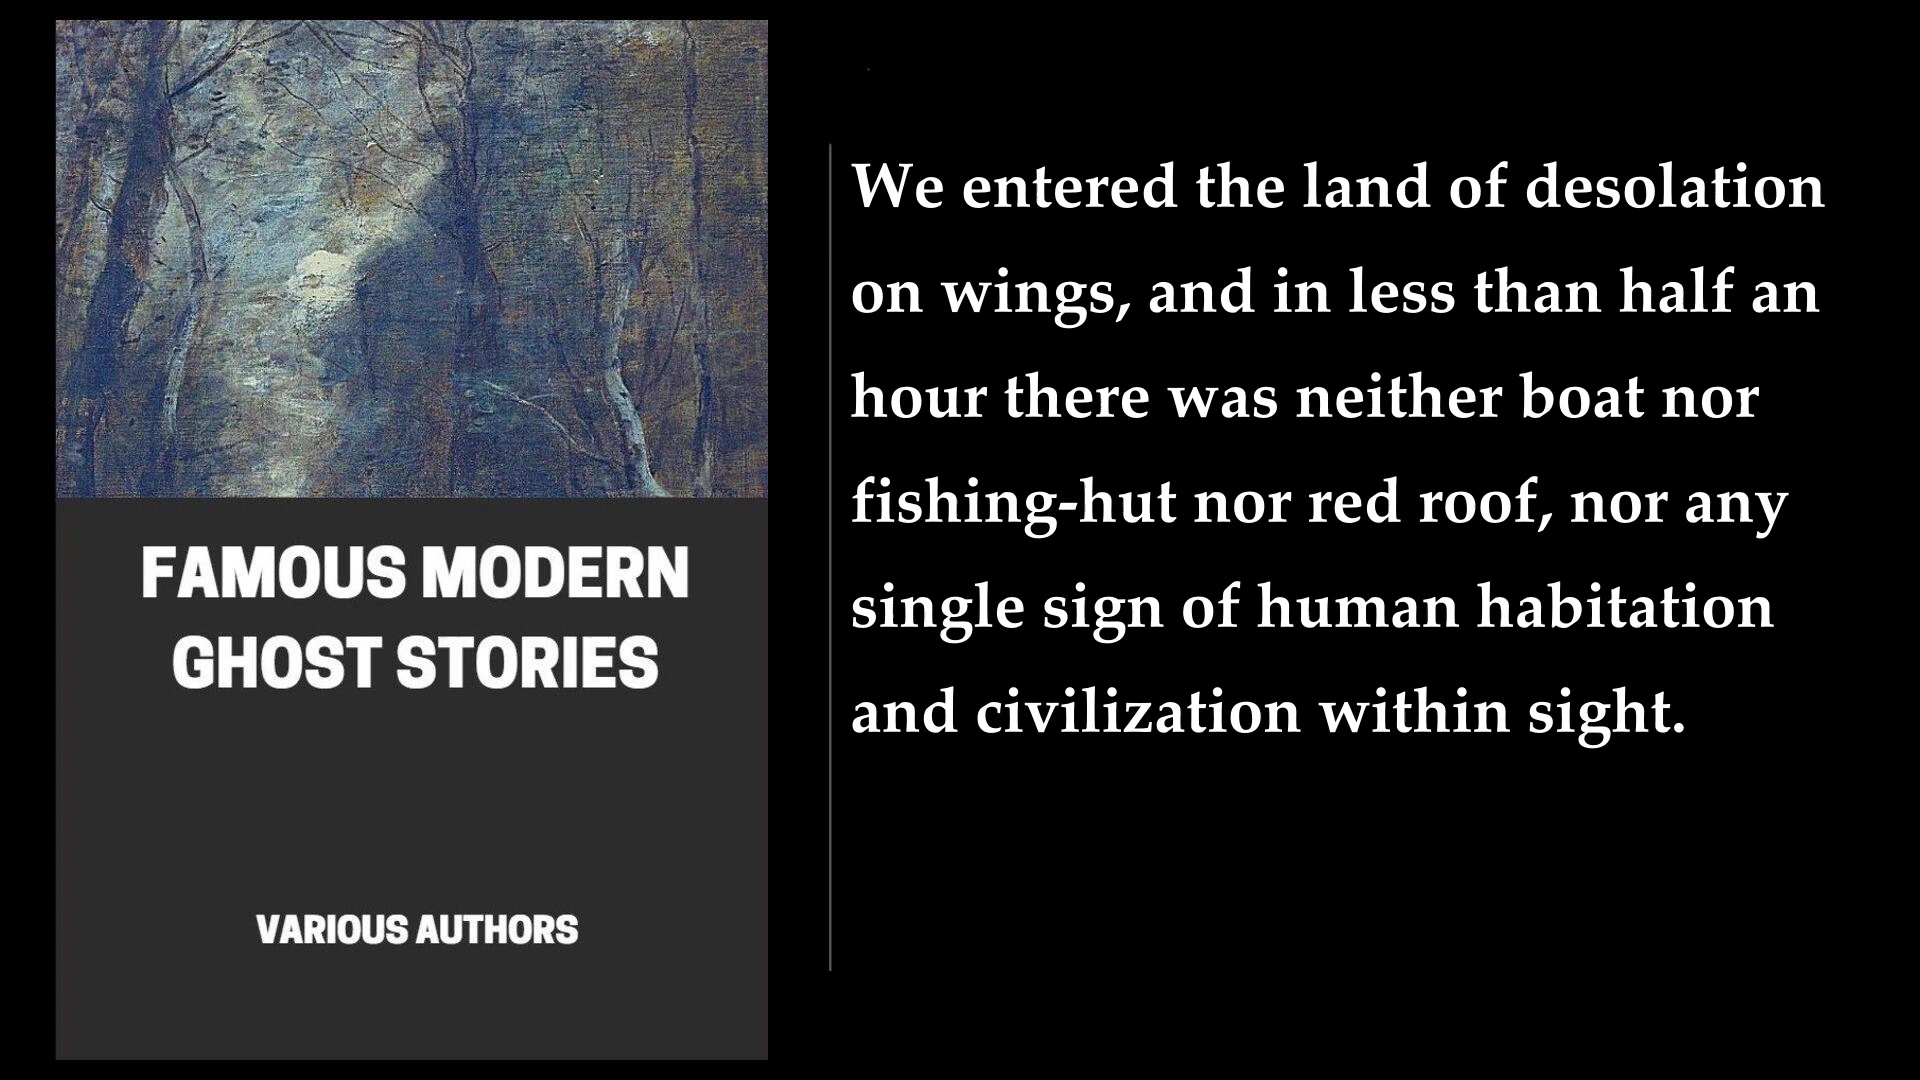 FAMOUS MODERN
GHOST STORIES
VARIOUS AUTHORS
We entered the land of desolation
on wings, and in less than half an
hour there was neither boat nor
fishing-hut nor red roof, nor any
single sign of human habitation
and civilization within sight.